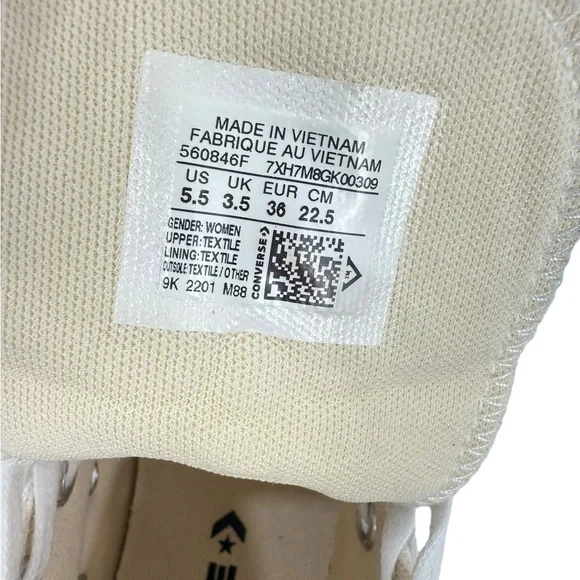 MADE IN VIETNAM
FABRIQUE AU VIETNAM
560846F 7XH7M8GK00309
US UK EUR CM
5.5 3.5 36 22.5
GENDER: WOMEN
UPPER: TEXTILE
LINING: TEXTILE
OUTSOLE: TEXTILE / OTHER
9K 2201 M88
CONVERSE
TM